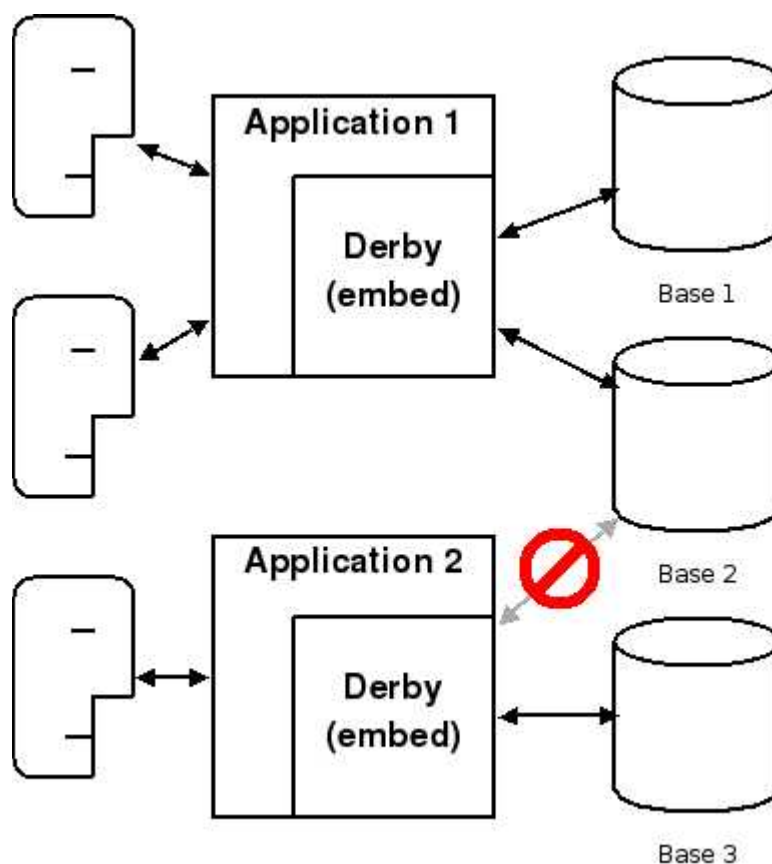 Application 1
Derby
(embed)
Base 1
Base 2
Application 2
Derby
(embed)
Base 3